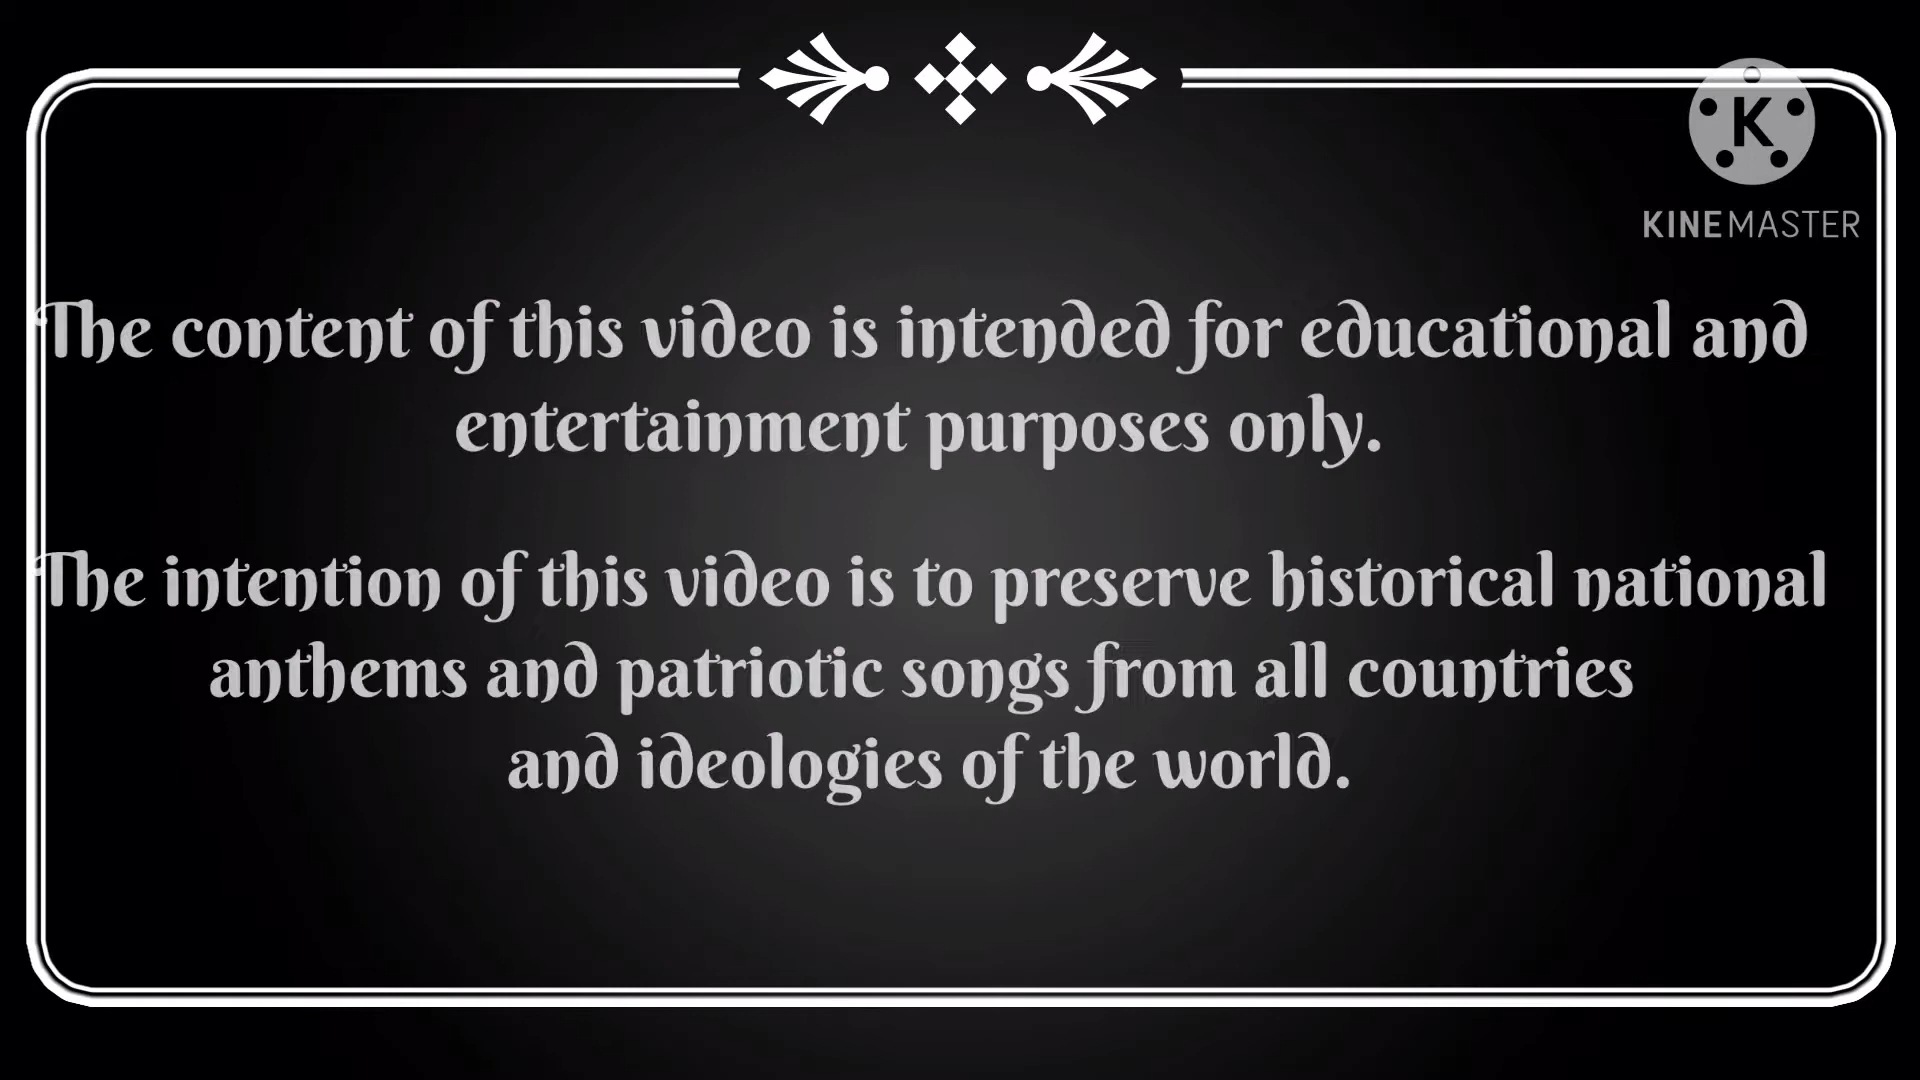 K
KINEMASTER
The content of this video is intended for educational and
entertainment purposes only.
The intention of this video is to preserve historical national
anthems and patriotic songs from all countries
and ideologies of the world.